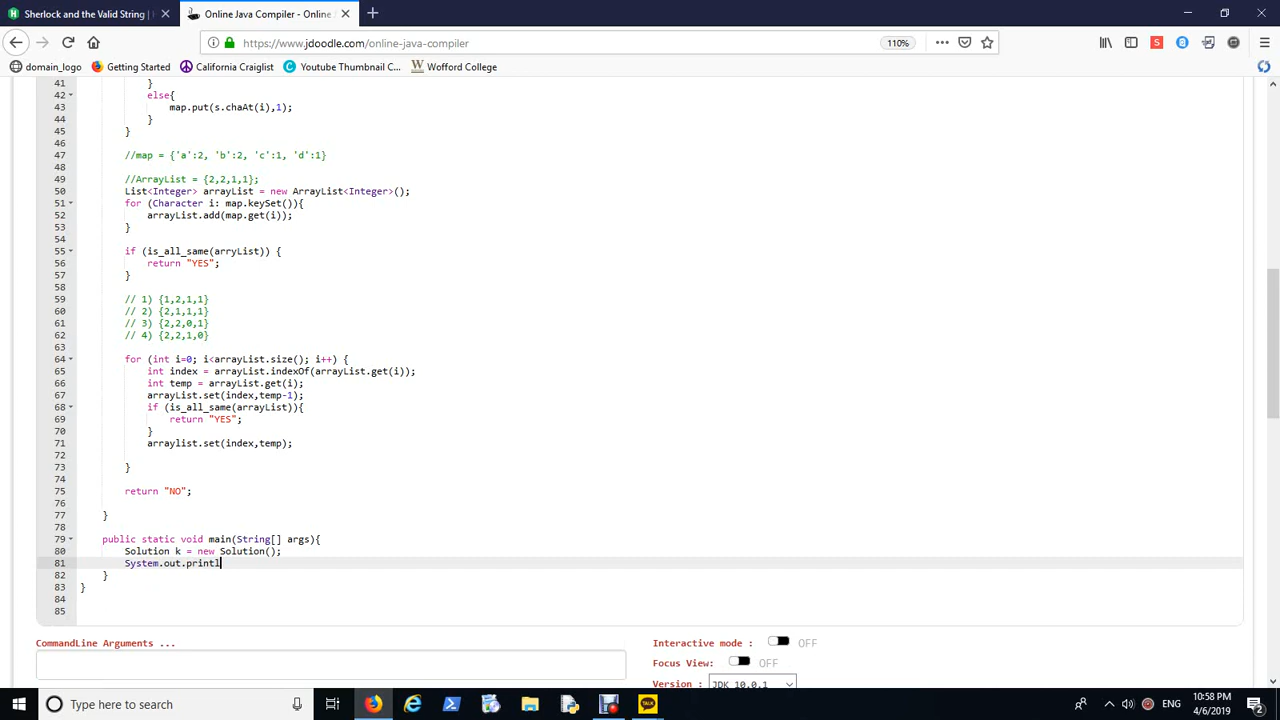 Sherlock and the Valid String |
Online Java Compiler - Online J
https://www.jdoodle.com/online-java-compiler
110%
domain_logo
Getting Started
California Craiglist
Youtube Thumbnail C...
Wofford College
41 }
42 else{
43 map.put(s.chaAt(i),1);
44 }
45 }
46
47 //map = {'a':2, 'b':2, 'c':1, 'd':1}
48
49 //ArrayList = {2,2,1,1};
50 List<Integer> arrayList = new ArrayList<Integer>();
51 for (Character i: map.keySet()){
52 arrayList.add(map.get(i));
53 }
54
55 if (is_all_same(arryList)) {
56 return "YES";
57 }
58
59 // 1) {1,2,1,1}
60 // 2) {2,1,1,1}
61 // 3) {2,2,0,1}
62 // 4) {2,2,1,0}
63
64 for (int i=0; i<arrayList.size(); i++) {
65 int index = arrayList.indexOf(arrayList.get(i));
66 int temp = arrayList.get(i);
67 arrayList.set(index,temp-1);
68 if (is_all_same(arrayList)){
69 return "YES";
70 }
71 arraylist.set(index,temp);
72
73 }
74
75 return "NO";
76
77 }
78
79 public static void main(String[] args){
80 Solution k = new Solution();
81 System.out.printl
82 }
83 }
84
85
CommandLine Arguments ...
Interactive mode : OFF
Focus View: OFF
Version : JDK 10.0.1
Type here to search
TALK
ENG
10:58 PM
4/6/2019
2